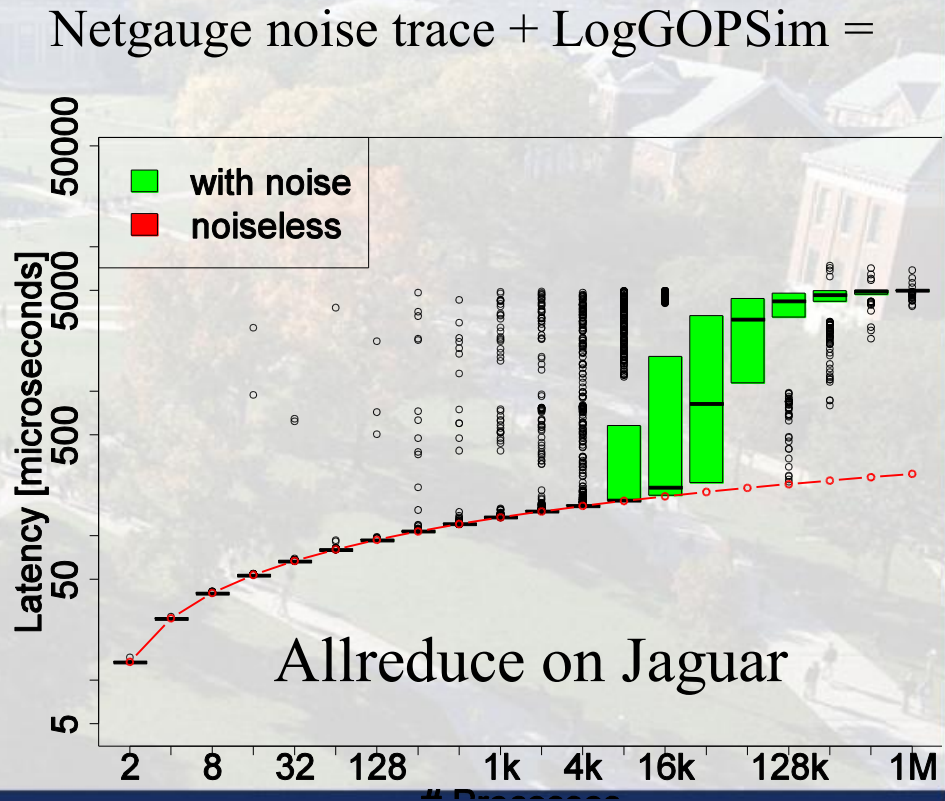 Netgauge noise trace + LogGOPSim =
with noise
noiseless
Latency [microseconds]
50000
5000
500
50
5
Allreduce on Jaguar
2 8 32 128 1k 4k 16k 128k 1M
# Processes